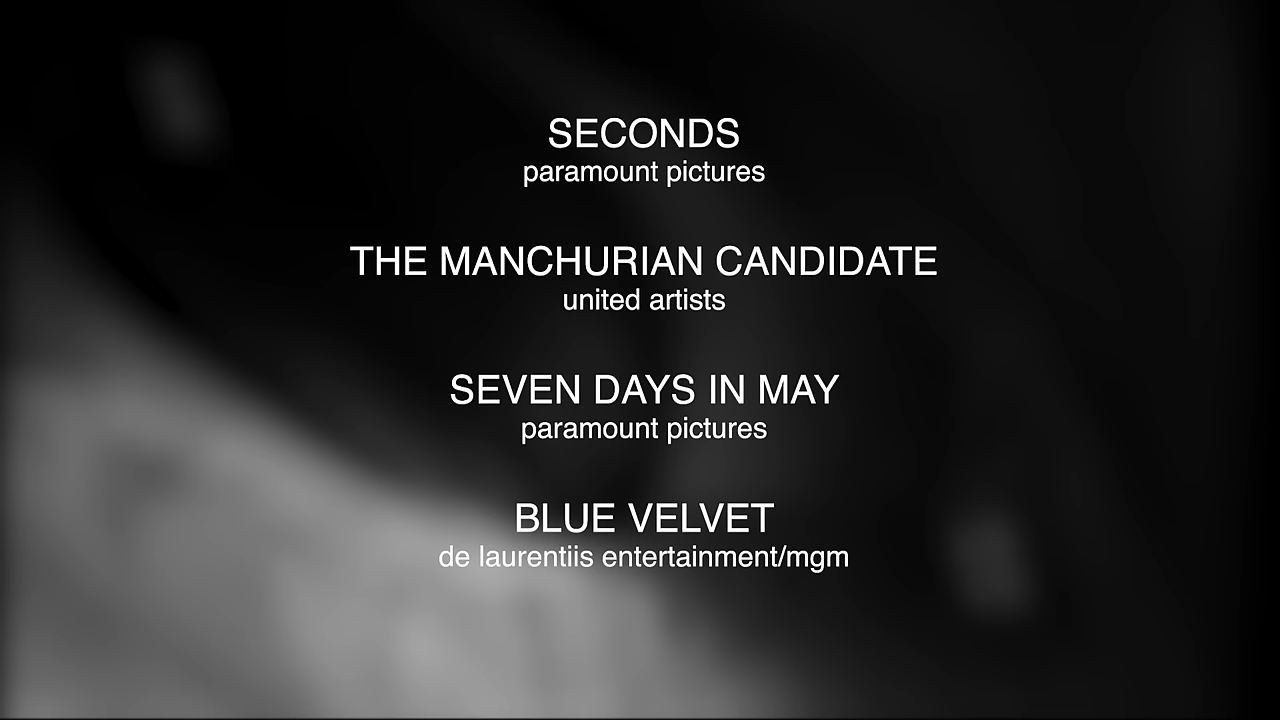 SECONDS
paramount pictures
THE MANCHURIAN CANDIDATE
united artists
SEVEN DAYS IN MAY
paramount pictures
BLUE VELVET
de laurentiis entertainment/mgm